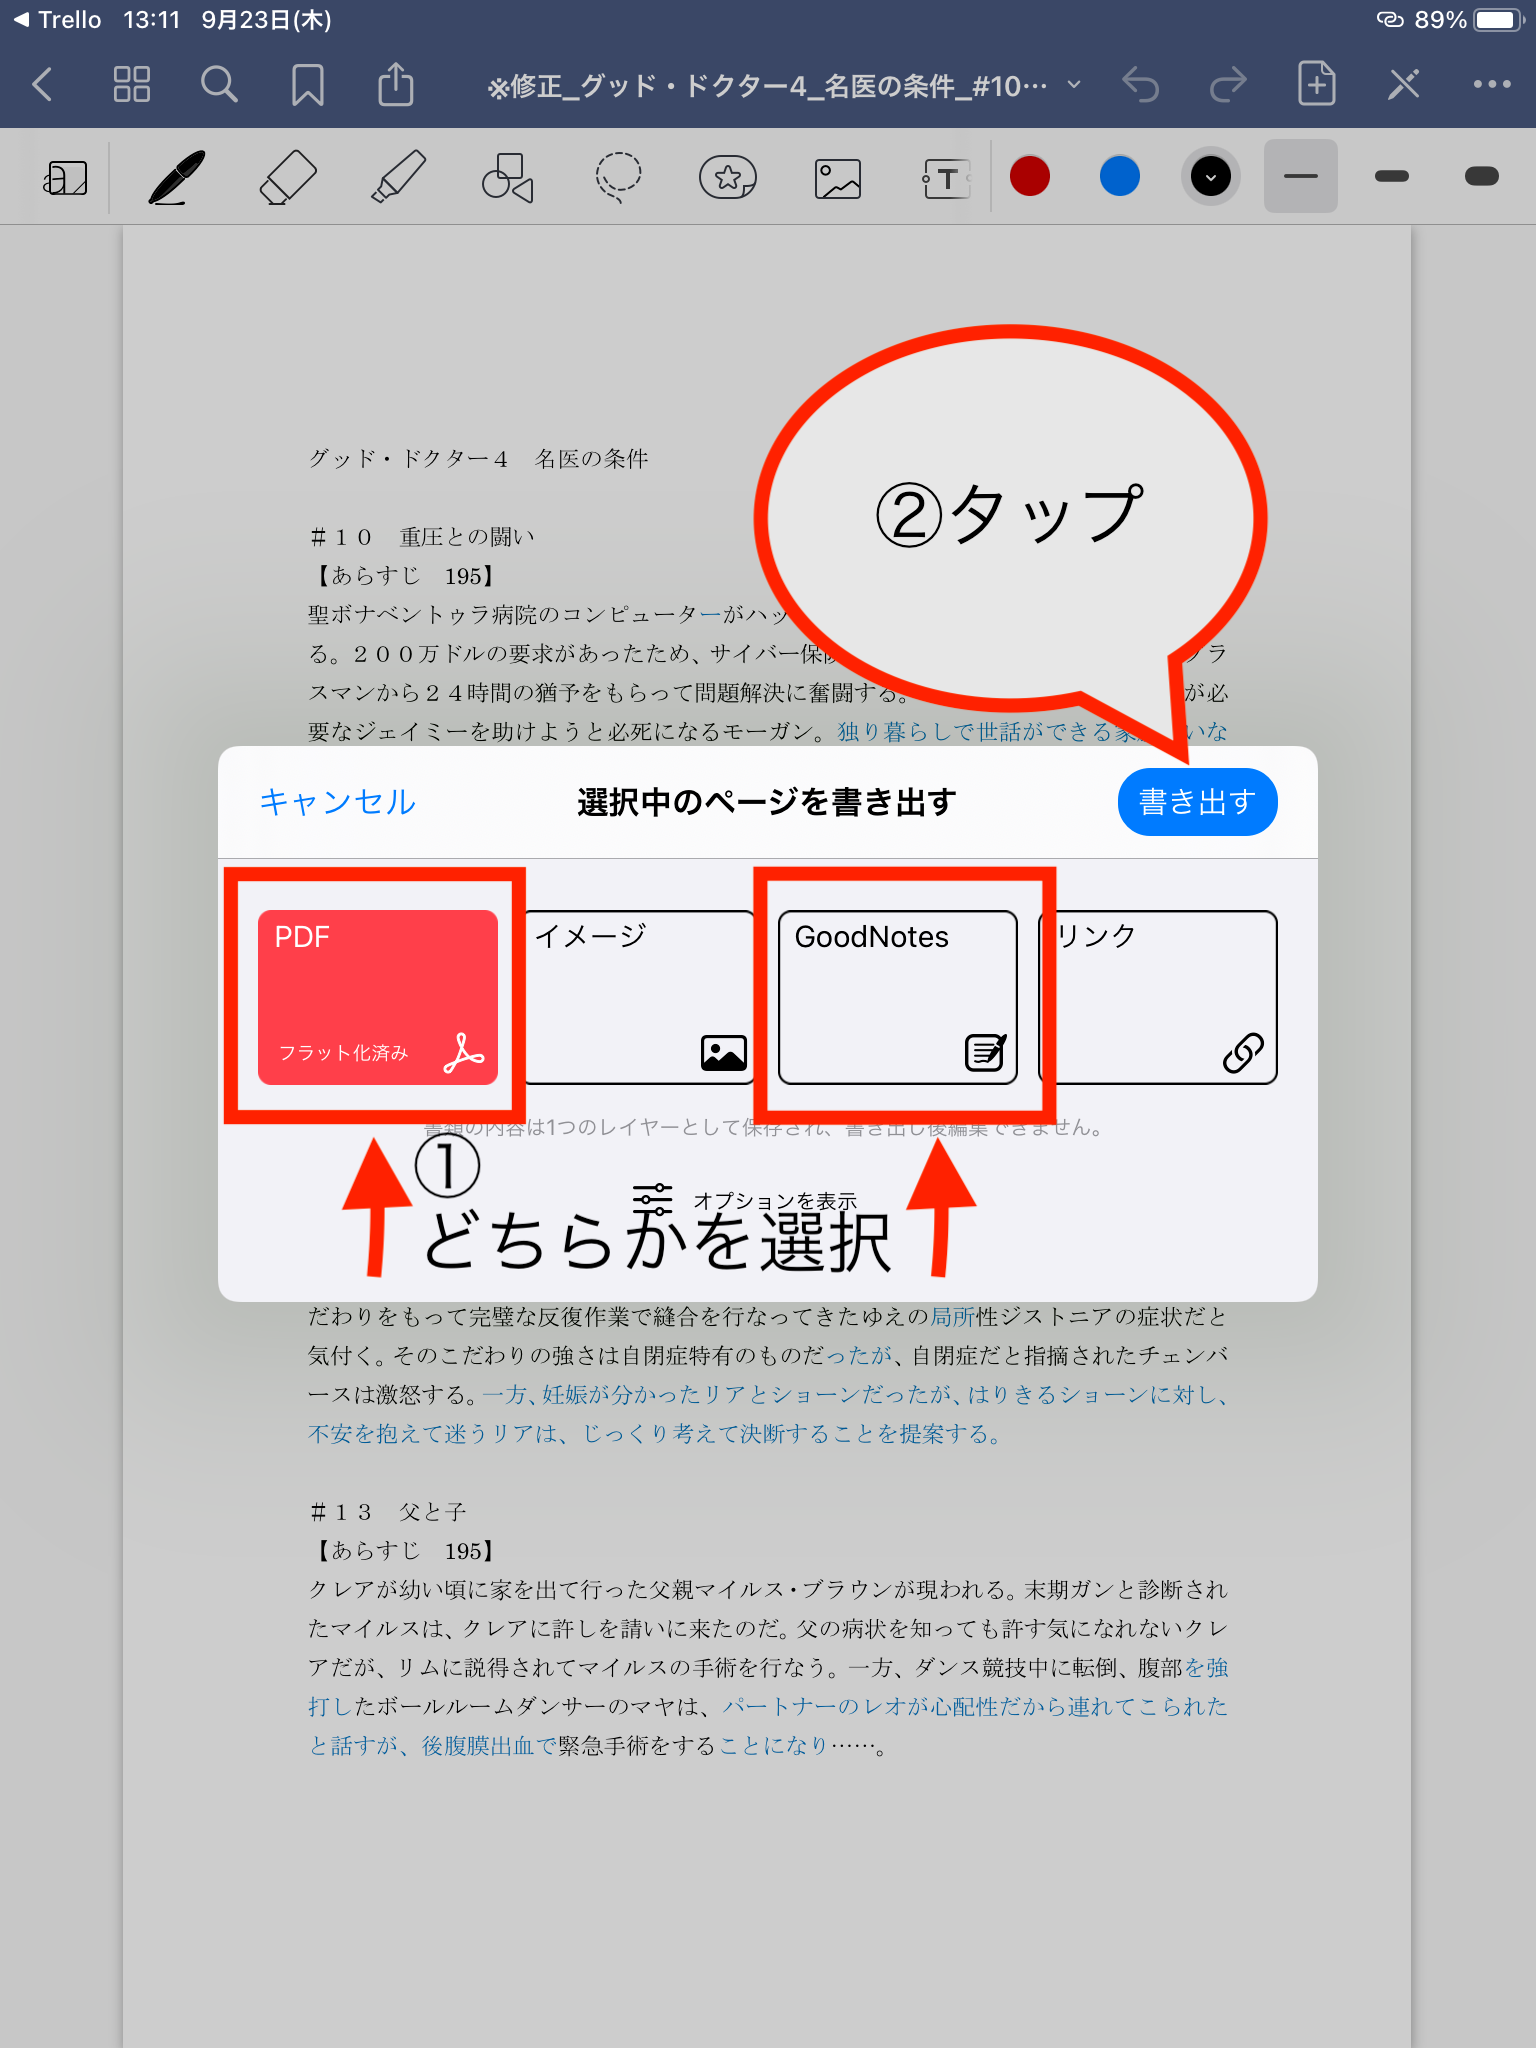 Trello 13:11 9月23日(木) 89%
※修正_グッド・ドクター4_名医の条件_#10…
T
グッド・ドクター４　名医の条件
＃１０　重圧との闘い
【あらすじ　195】
聖ボナベントゥラ病院のコンピューターがハッ
る。２００万ドルの要求があったため、サイバー保険 グラ
スマンから２４時間の猶予をもらって問題解決に奮闘する。 が必
要なジェイミーを助けようと必死になるモーガン。独り暮らしで世話ができる家 いな
②タップ
キャンセル 選択中のページを書き出す 書き出す
PDF
フラット化済み
イメージ
GoodNotes
リンク
書類の内容は1つのレイヤーとして保存され、書き出し後編集できません。
①
オプションを表示
どちらかを選択
だわりをもって完璧な反復作業で縫合を行なってきたゆえの局所性ジストニアの症状だと
気付く。そのこだわりの強さは自閉症特有のものだったが、自閉症だと指摘されたチェンバ
ースは激怒する。一方、妊娠が分かったリアとショーンだったが、はりきるショーンに対し、
不安を抱えて迷うリアは、じっくり考えて決断することを提案する。
＃１３　父と子
【あらすじ　195】
クレアが幼い頃に家を出て行った父親マイルス・ブラウンが現われる。末期ガンと診断され
たマイルスは、クレアに許しを請いに来たのだ。父の病状を知っても許す気になれないクレ
アだが、リムに説得されてマイルスの手術を行なう。一方、ダンス競技中に転倒、腹部を強
打したボールルームダンサーのマヤは、パートナーのレオが心配性だから連れてこられた
と話すが、後腹膜出血で緊急手術をすることになり……。